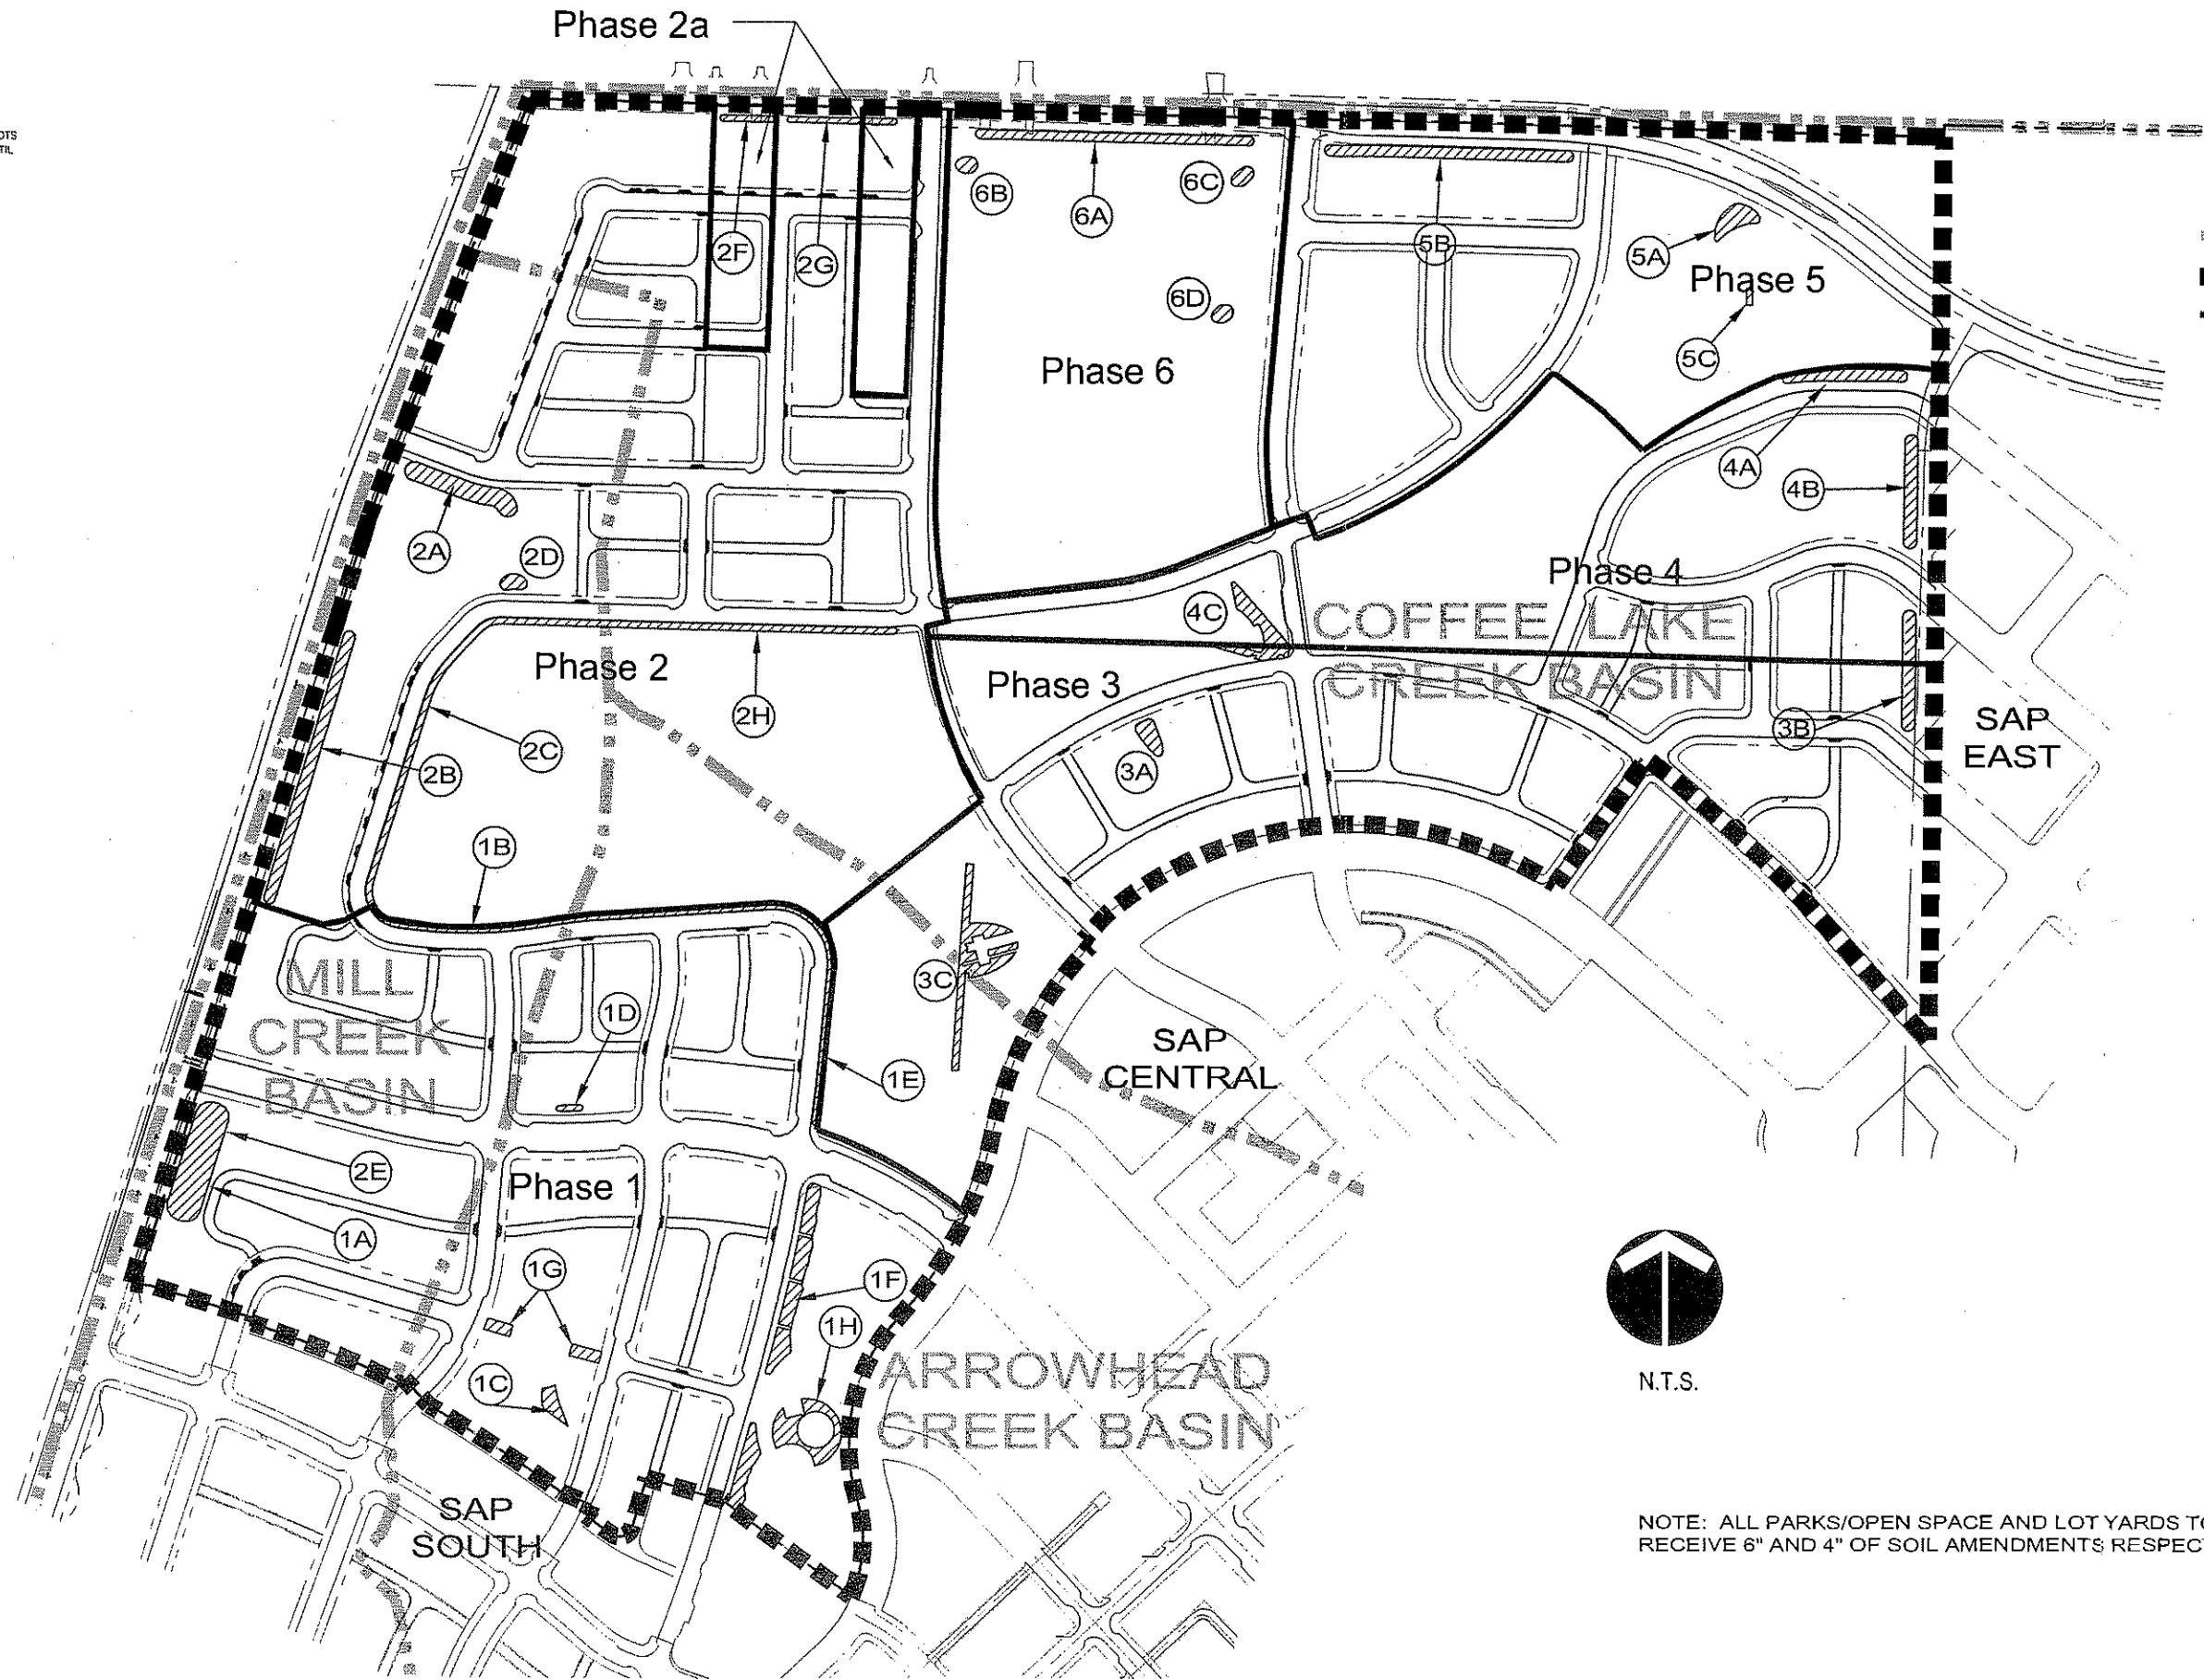 Phase 2a
OTS
TIL
6B
6A
6C
5B
5A
Phase 5
2F
2G
6D
5C
Phase 6
4A
4B
2A
2D
Phase 4
4C
COFFEE LAKE
CREEK BASIN
Phase 2
Phase 3
2H
2C
2B
3A
3B
SAP
EAST
1B
3C
MILL
CREEK
BASIN
1D
1E
SAP
CENTRAL
2E
Phase 1
1A
1G
1F
1H
1C
ARROWHEAD
CREEK BASIN
N.T.S.
SAP
SOUTH
NOTE: ALL PARKS/OPEN SPACE AND LOT YARDS T
RECEIVE 6" AND 4" OF SOIL AMENDMENTS RESPEC